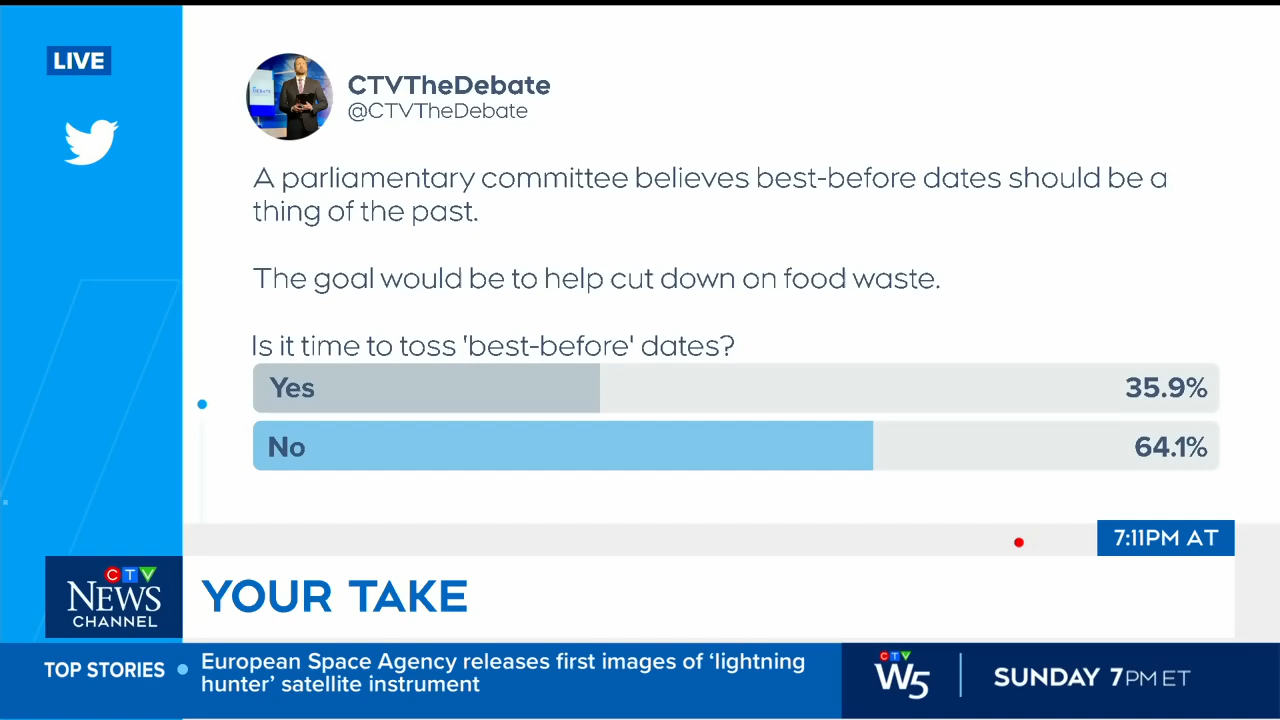 LIVE
CTVTheDebate
@CTVTheDebate
A parliamentary committee believes best-before dates should be a
thing of the past.
The goal would be to help cut down on food waste.
Is it time to toss 'best-before' dates?
Yes 35.9%
No 64.1%
7:11PM AT
CTV
NEWS
CHANNEL
YOUR TAKE
TOP STORIES
European Space Agency releases first images of ‘lightning
hunter’ satellite instrument
CTV
W5
SUNDAY 7PM ET